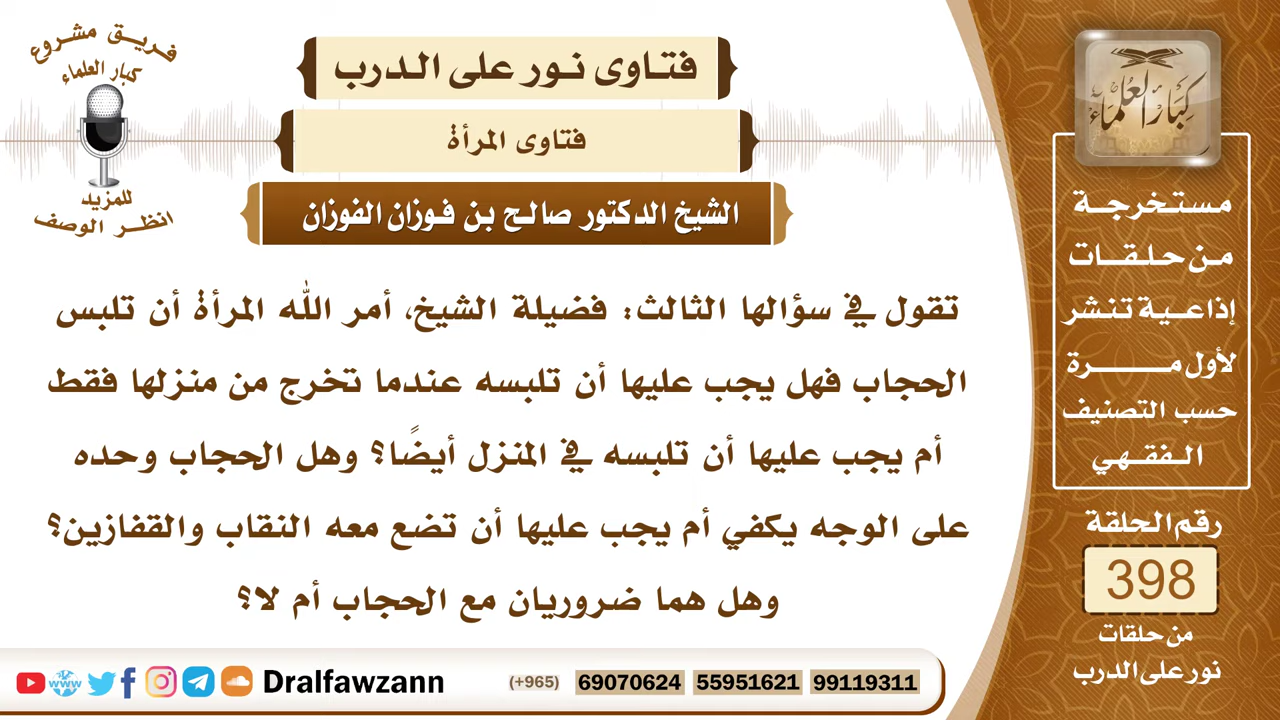 فريق مشروع
كبار العلماء
للمزيد
انظر الوصف
فتاوى نور على الدرب
فتاوى المرأة
الشيخ الدكتور صالح بن فوزان الفوزان
تقول في سؤالها الثالث: فضيلة الشيخ، أمر الله المرأة أن تلبس
الحجاب فهل يجب عليها أن تلبسه عندما تخرج من منزلها فقط
أم يجب عليها أن تلبسه في المنزل أيضًا؟ وهل الحجاب وحده
على الوجه يكفي أم يجب عليها أن تضع معه النقاب والقفازين؟
وهل هما ضروريان مع الحجاب أم لا؟
كبار العلماء
مستخرجة
من حلقات
إذاعية تنشر
لأول مرة
حسب التصنيف
الفقهي
رقم الحلقة
398
من حلقات
نور على الدرب
www Dralfawzann (+965) 69070624 55951621 99119311